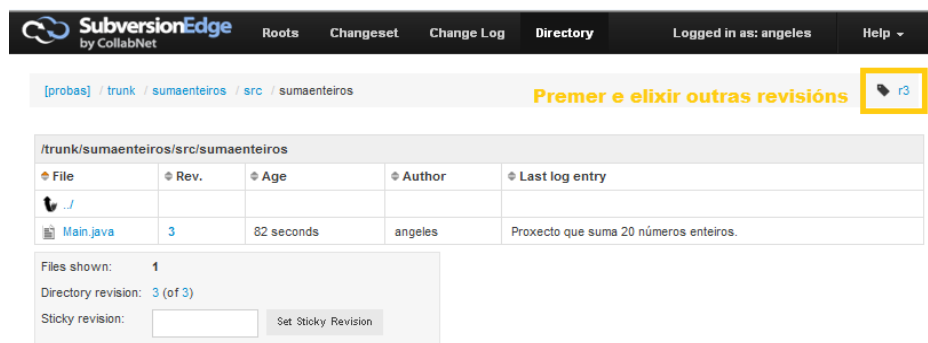 SubversionEdge
by CollabNet
Roots Changeset Change Log Directory Logged in as: angeles Help
[probas] / trunk / sumaenteiros / src / sumaenteiros
Premer e elixir outras revisións
r3
/trunk/sumaenteiros/src/sumaenteiros
File Rev. Age Author Last log entry
../
Main.java 3 82 seconds angeles Proxecto que suma 20 números enteiros.
Files shown: 1
Directory revision: 3 (of 3)
Sticky revision: Set Sticky Revision